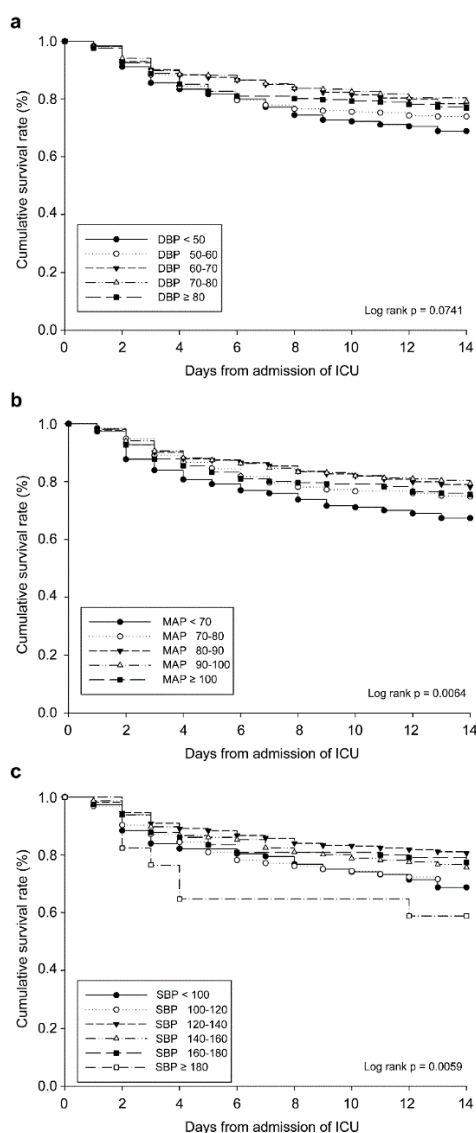 a
Cumulative survival rate (%)
1.0
0.8
0.6
0.4
0.2
0.0
DBP < 50
DBP 50-60
DBP 60-70
DBP 70-80
DBP ≥ 80
Log rank p = 0.0741
0 2 4 6 8 10 12 14
Days from admission of ICU
b
Cumulative survival rate (%)
1.0
0.8
0.6
0.4
0.2
0.0
MAP < 70
MAP 70-80
MAP 80-90
MAP 90-100
MAP ≥ 100
Log rank p = 0.0064
0 2 4 6 8 10 12 14
Days from admission of ICU
c
Cumulative survival rate (%)
1.0
0.8
0.6
0.4
0.2
0.0
SBP < 100
SBP 100-120
SBP 120-140
SBP 140-160
SBP 160-180
SBP ≥ 180
Log rank p = 0.0059
0 2 4 6 8 10 12 14
Days from admission of ICU